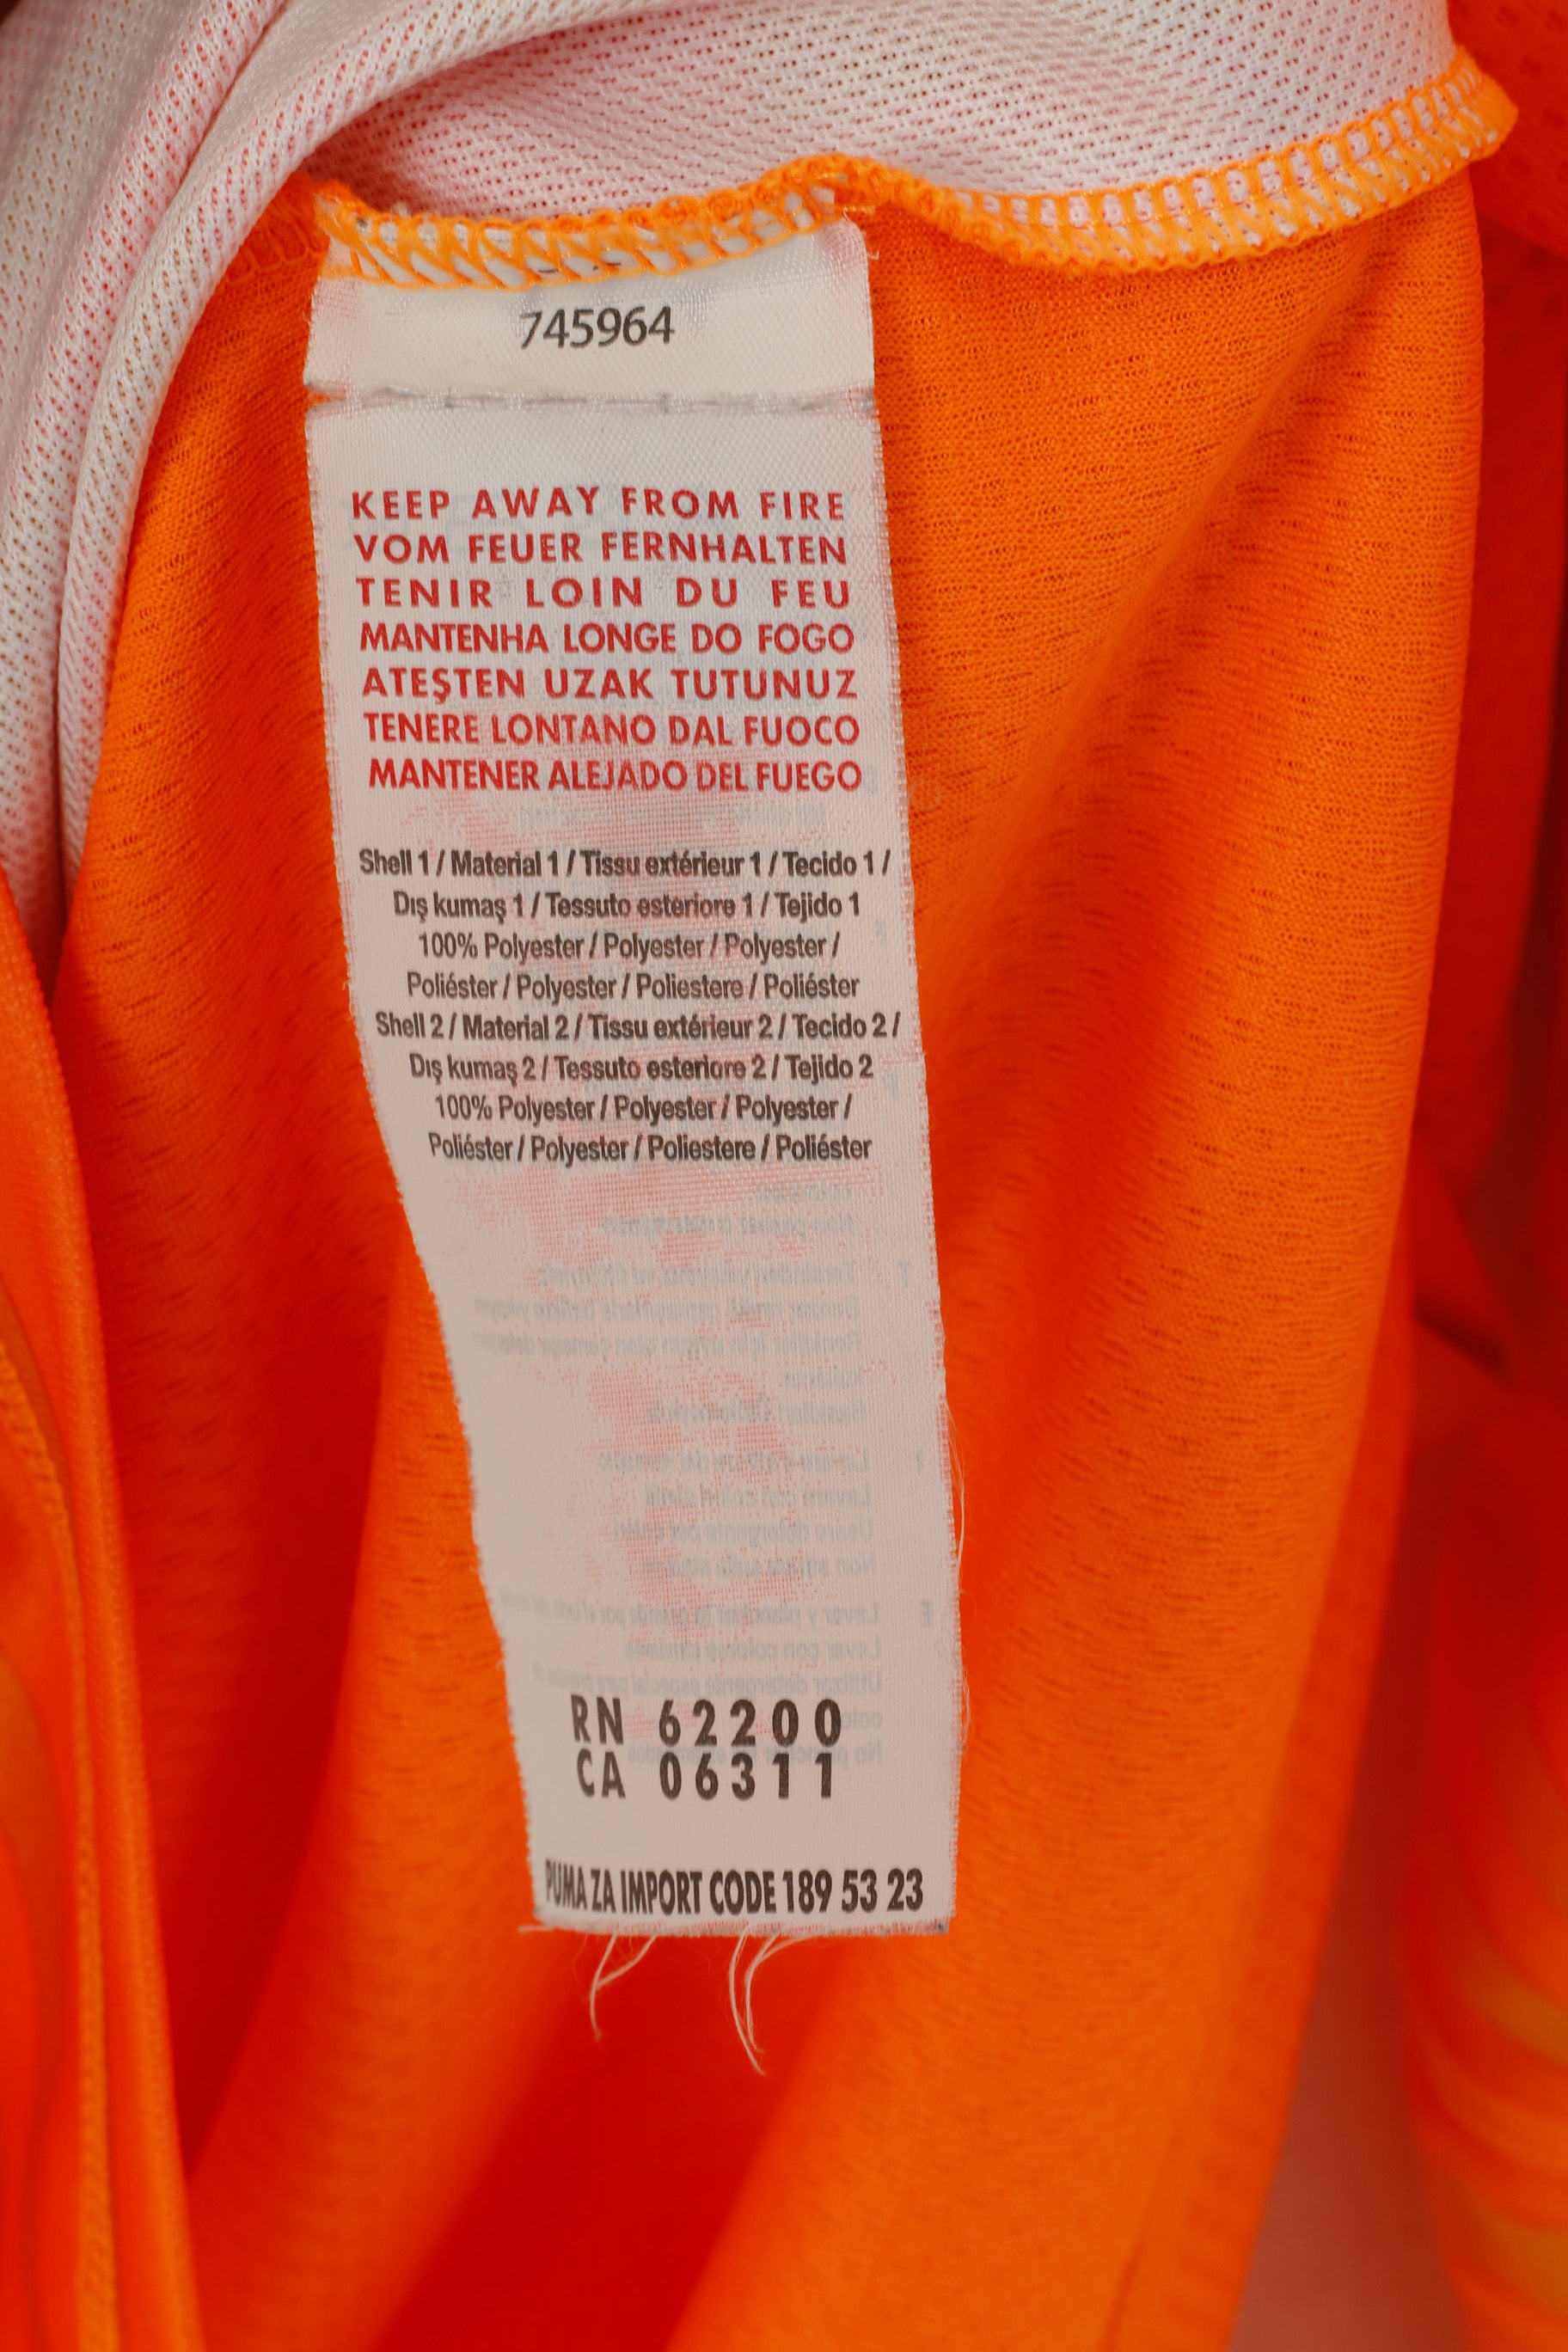 745964
KEEP AWAY FROM FIRE
VOM FEUER FERNHALTEN
TENIR LOIN DU FEU
MANTENHA LONGE DO FOGO
ATEŞTEN UZAK TUTUNUZ
TENERE LONTANO DAL FUOCO
MANTENER ALEJADO DEL FUEGO
Shell 1 / Material 1 / Tissu extérieur 1 / Tecido 1 /
Dış kumaş 1 / Tessuto esteriore 1 / Tejido 1
100% Polyester / Polyester / Polyester /
Poliéster / Polyester / Poliestere / Poliéster
Shell 2 / Material 2 / Tissu extérieur 2 / Tecido 2 /
Dış kumaş 2 / Tessuto esteriore 2 / Tejido 2
100% Polyester / Polyester / Polyester /
Poliéster / Polyester / Poliestere / Poliéster
RN 62200
CA 06311
PUMA ZA IMPORT CODE 189 53 23